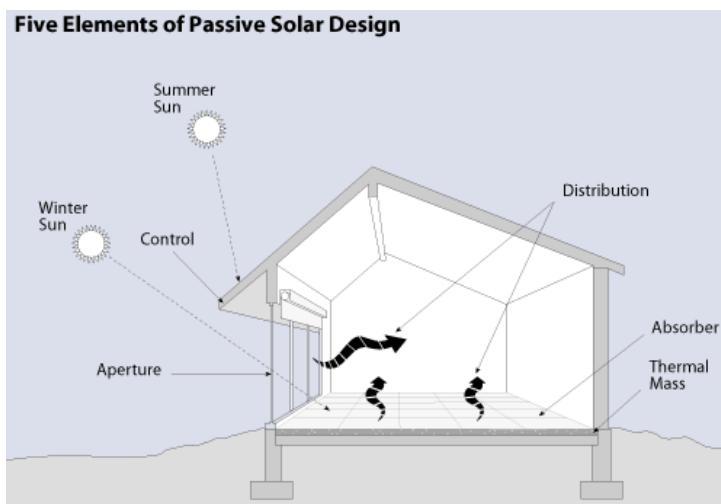 Five Elements of Passive Solar Design
Summer
Sun
Winter
Sun
Control
Distribution
Aperture
Absorber
Thermal
Mass